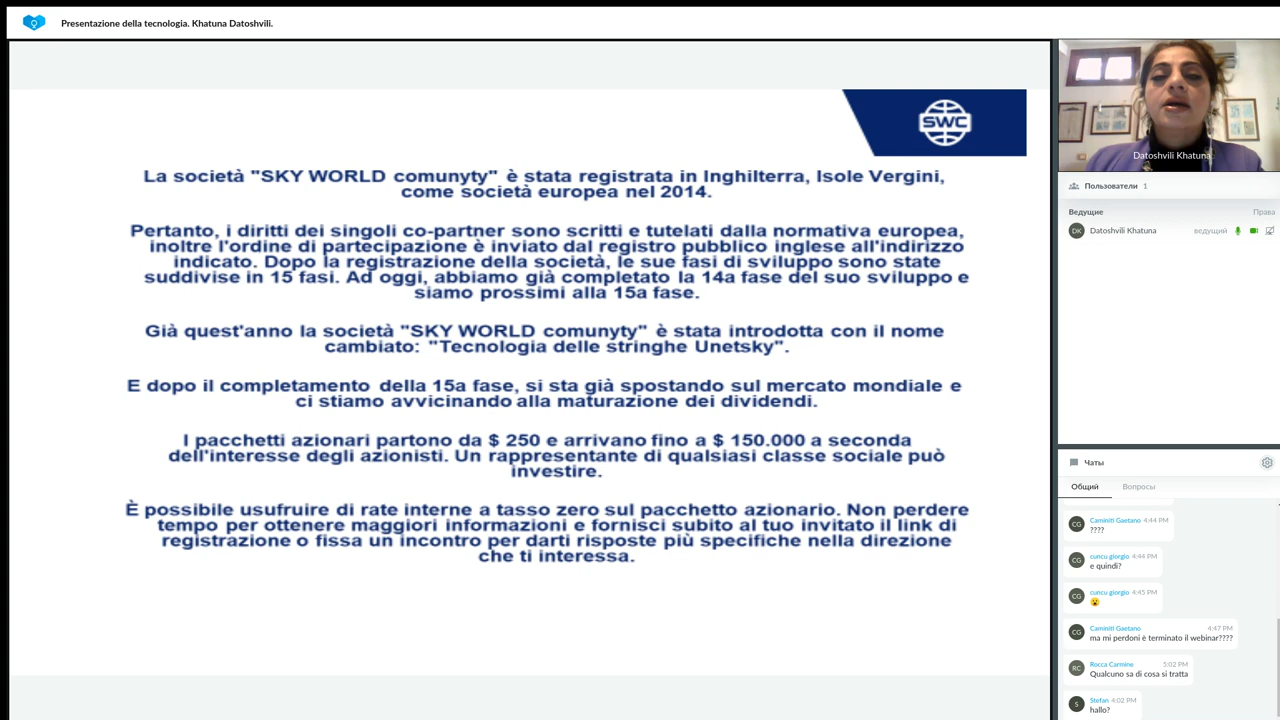 Presentazione della tecnologia. Khatuna Datoshvili.
SWC
La società "SKY WORLD comunyty" è stata registrata in Inghilterra, Isole Vergini,
come società europea nel 2014.
Pertanto, i diritti dei singoli co-partner sono scritti e tutelati dalla normativa europea,
inoltre l'ordine di partecipazione è inviato dal registro pubblico inglese all'indirizzo
indicato. Dopo la registrazione della società, le sue fasi di sviluppo sono state
suddivise in 15 fasi. Ad oggi, abbiamo già completato la 14a fase del suo sviluppo e
siamo prossimi alla 15a fase.
Già quest'anno la società "SKY WORLD comunyty" è stata introdotta con il nome
cambiato: "Tecnologia delle stringhe Unetsky".
E dopo il completamento della 15a fase, si sta già spostando sul mercato mondiale e
ci stiamo avvicinando alla maturazione dei dividendi.
I pacchetti azionari partono da $ 250 e arrivano fino a $ 150.000 a seconda
dell'interesse degli azionisti. Un rappresentante di qualsiasi classe sociale può
investire.
È possibile usufruire di rate interne a tasso zero sul pacchetto azionario. Non perdere
tempo per ottenere maggiori informazioni e fornisci subito al tuo invitato il link di
registrazione o fissa un incontro per darti risposte più specifiche nella direzione
che ti interessa.
Datoshvili Khatuna
Пользователи 1
Ведущие Права
DK Datoshvili Khatuna ведущий
Чаты
Общий Вопросы
CG Caminiti Gaetano 4:44 PM
????
CG cuncu giorgio 4:44 PM
e quindi?
CG cuncu giorgio 4:45 PM
😮
CG Caminiti Gaetano 4:47 PM
ma mi perdoni è terminato il webinar????
RC Rocca Carmine 5:02 PM
Qualcuno sa di cosa si tratta
S Stefan 4:02 PM
hallo?